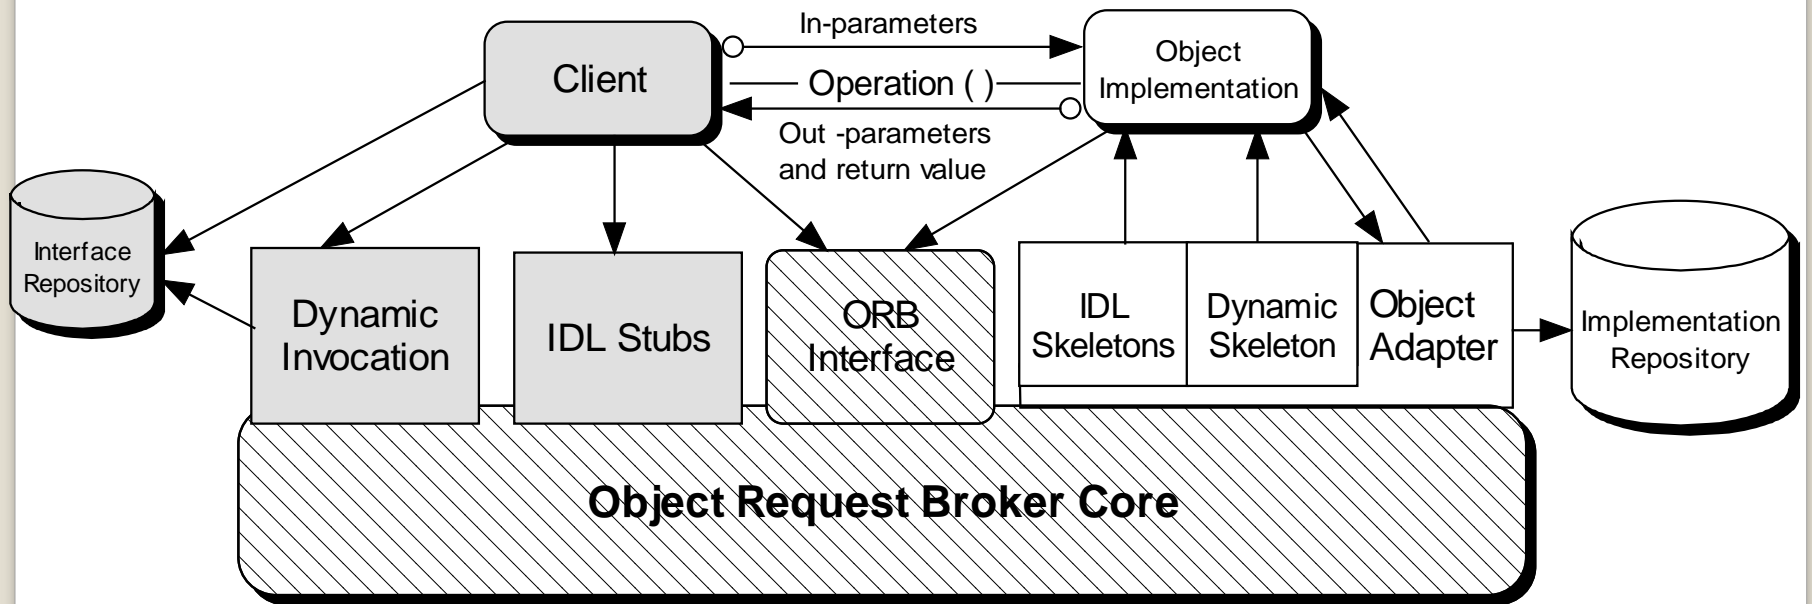 In-parameters
Client
Object
Implementation
Operation ( )
Out -parameters
and return value
Interface
Repository
Dynamic
Invocation
IDL Stubs
ORB
Interface
IDL
Skeletons
Dynamic
Skeleton
Object
Adapter
Implementation
Repository
Object Request Broker Core